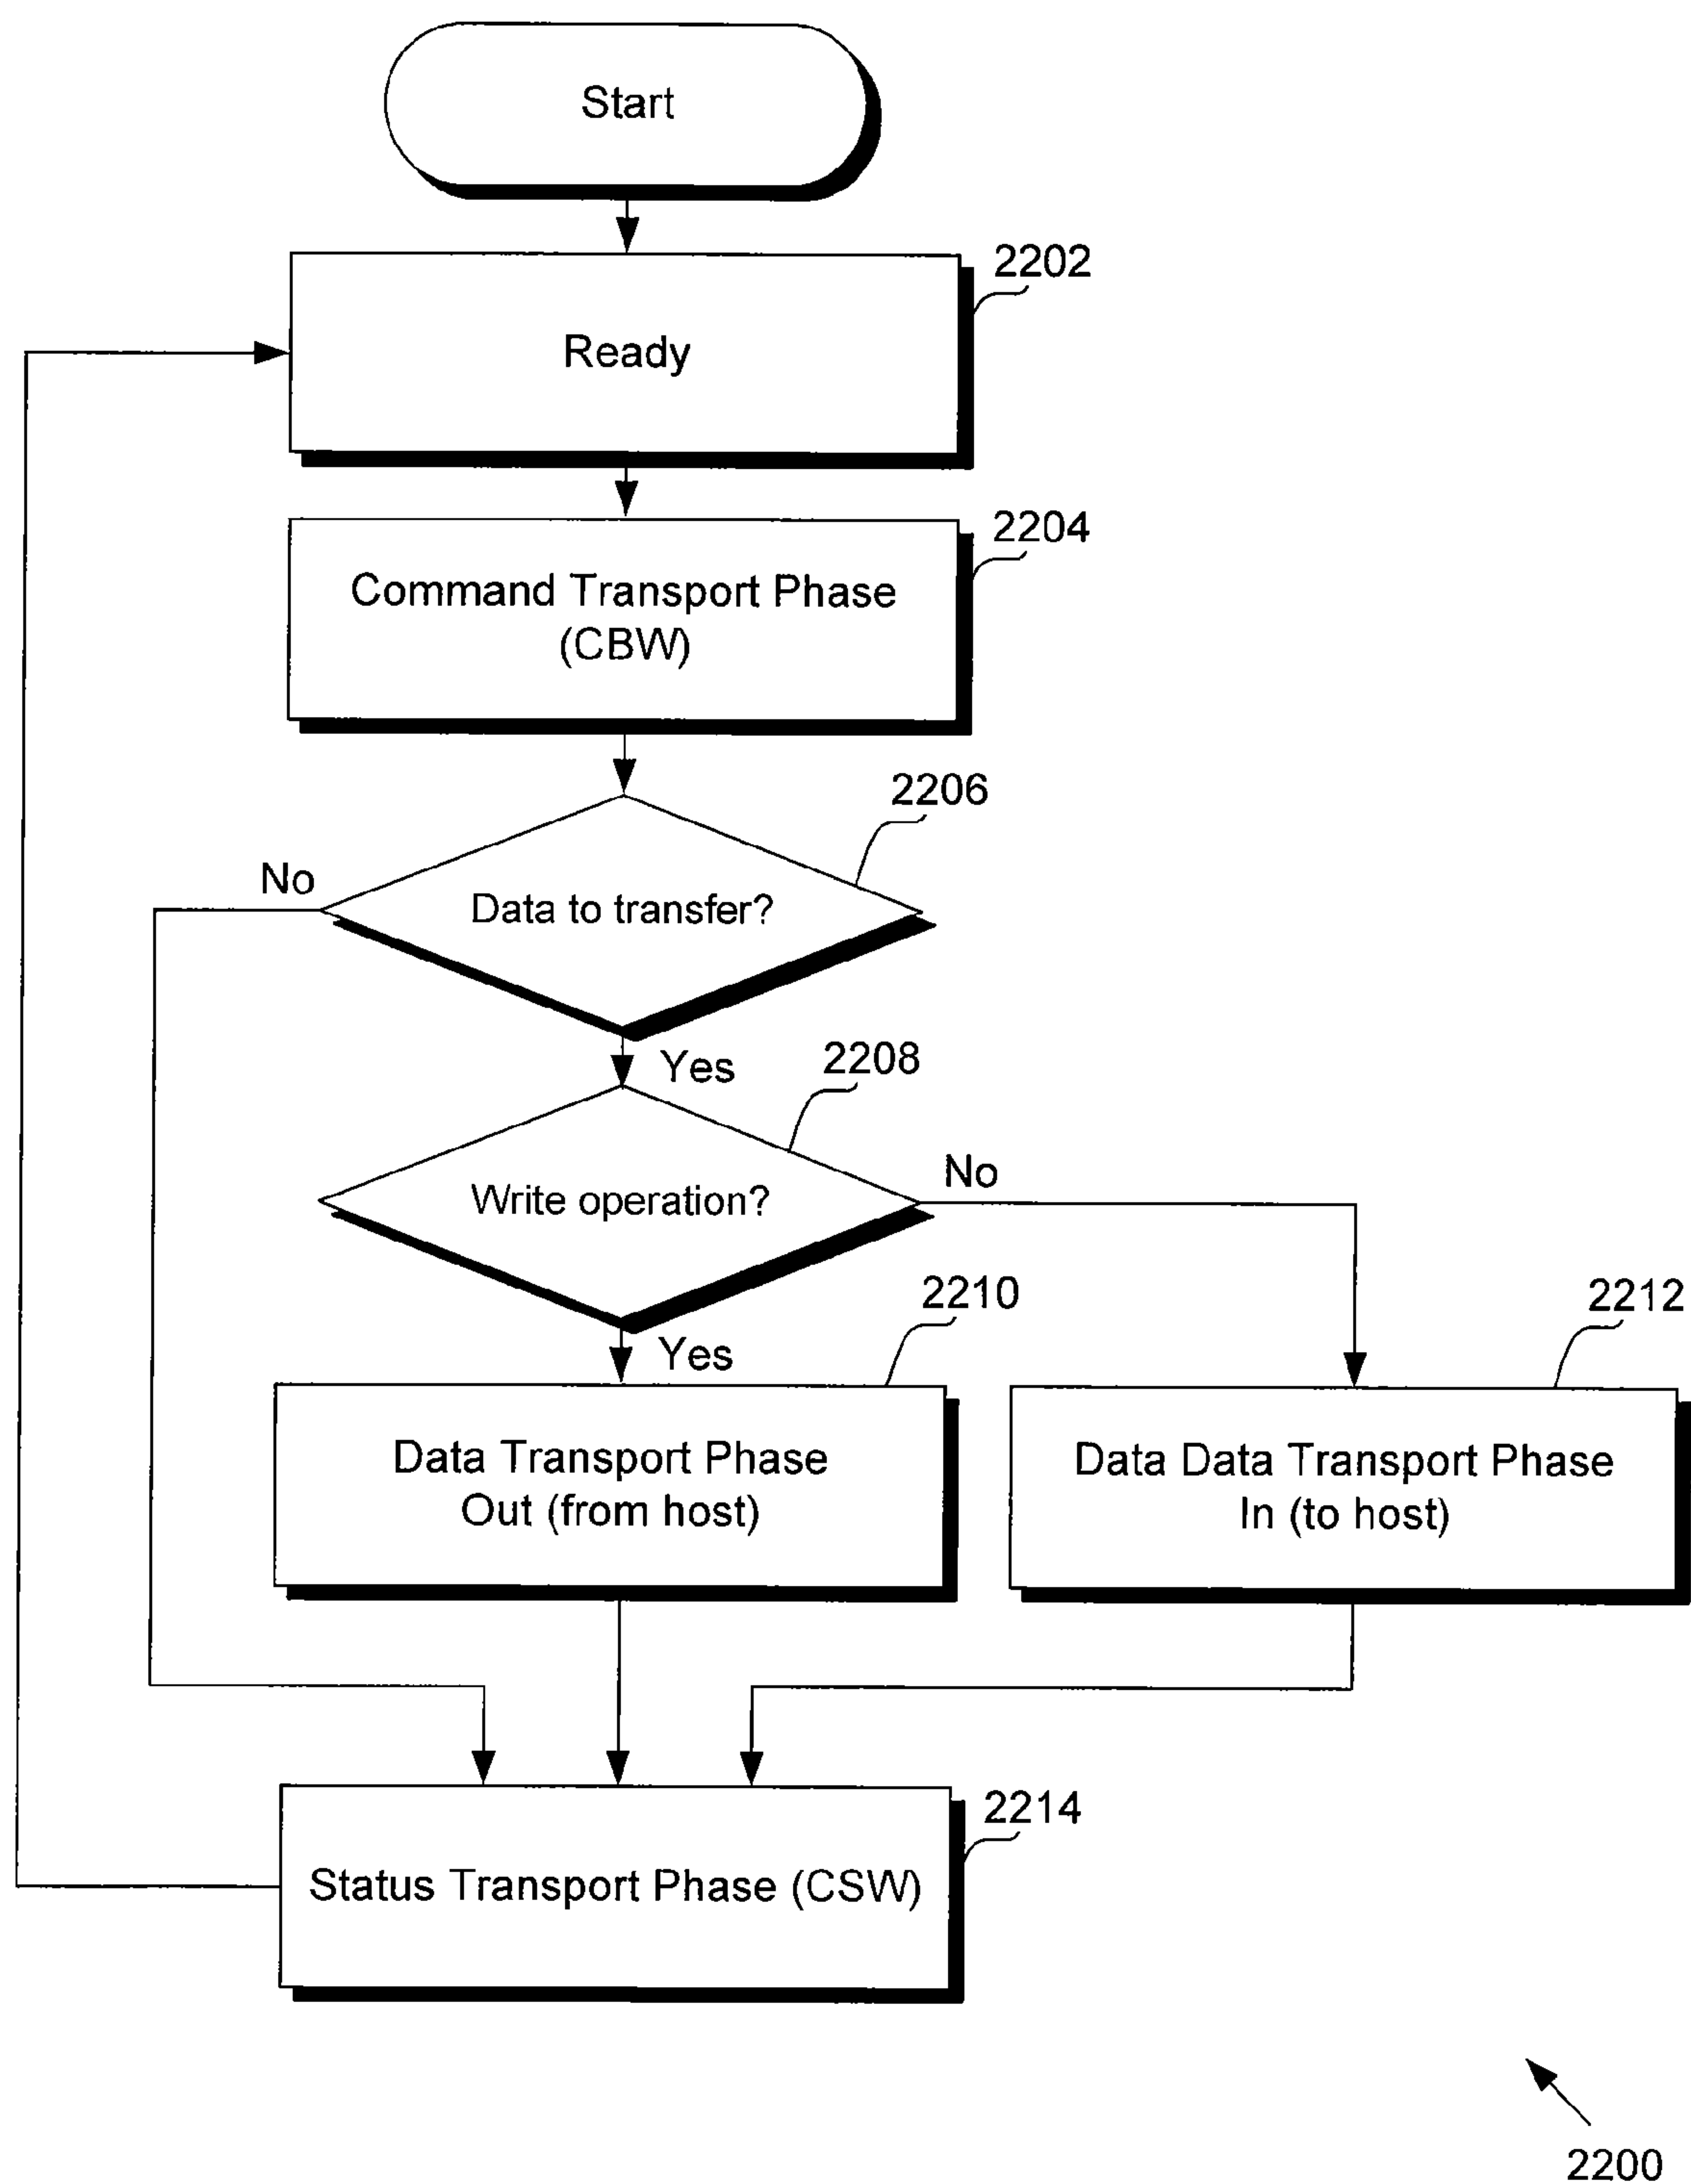 Start
2202
Ready
2204
Command Transport Phase
(CBW)
2206
No
Data to transfer?
Yes
2208
No
Write operation?
2210
2212
Yes
Data Transport Phase
Out (from host)
Data Data Transport Phase
In (to host)
2214
Status Transport Phase (CSW)
2200